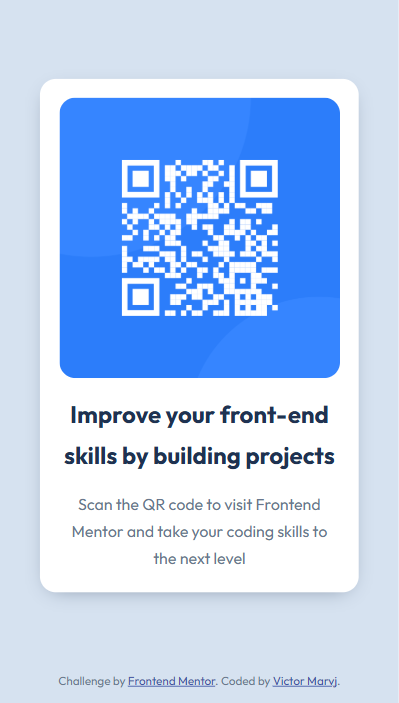 Improve your front-end
skills by building projects
Scan the QR code to visit Frontend
Mentor and take your coding skills to
the next level
Challenge by Frontend Mentor. Coded by Victor Marvj.